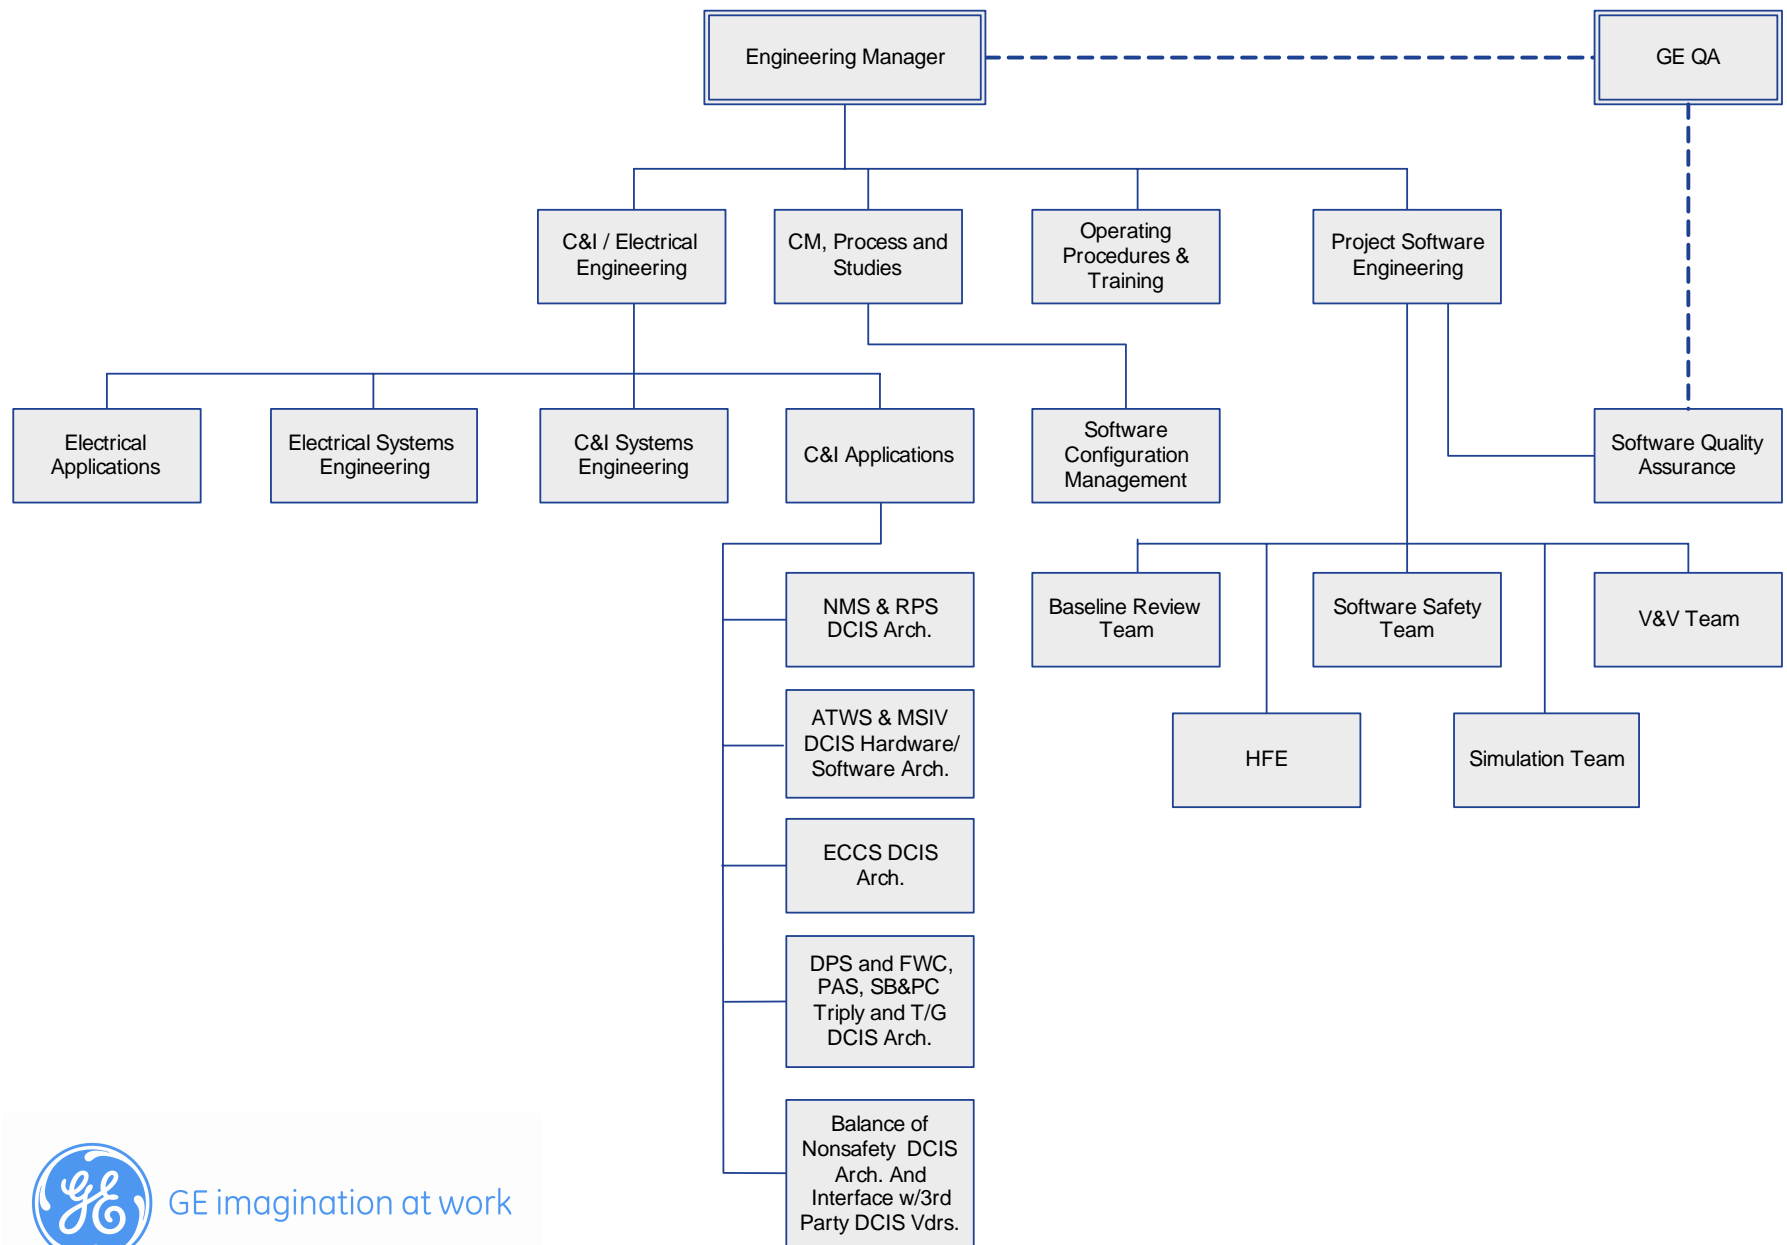 Engineering Manager
GE QA
C&I / Electrical
Engineering
CM, Process and
Studies
Operating
Procedures &
Training
Project Software
Engineering
Electrical
Applications
Electrical Systems
Engineering
C&I Systems
Engineering
C&I Applications
Software
Configuration
Management
Software Quality
Assurance
NMS & RPS
DCIS Arch.
Baseline Review
Team
Software Safety
Team
V&V Team
ATWS & MSIV
DCIS Hardware/
Software Arch.
HFE
Simulation Team
ECCS DCIS
Arch.
DPS and FWC,
PAS, SB&PC
Triply and T/G
DCIS Arch.
Balance of
Nonsafety DCIS
Arch. And
Interface w/3rd
Party DCIS Vdrs.
GE
GE imagination at work